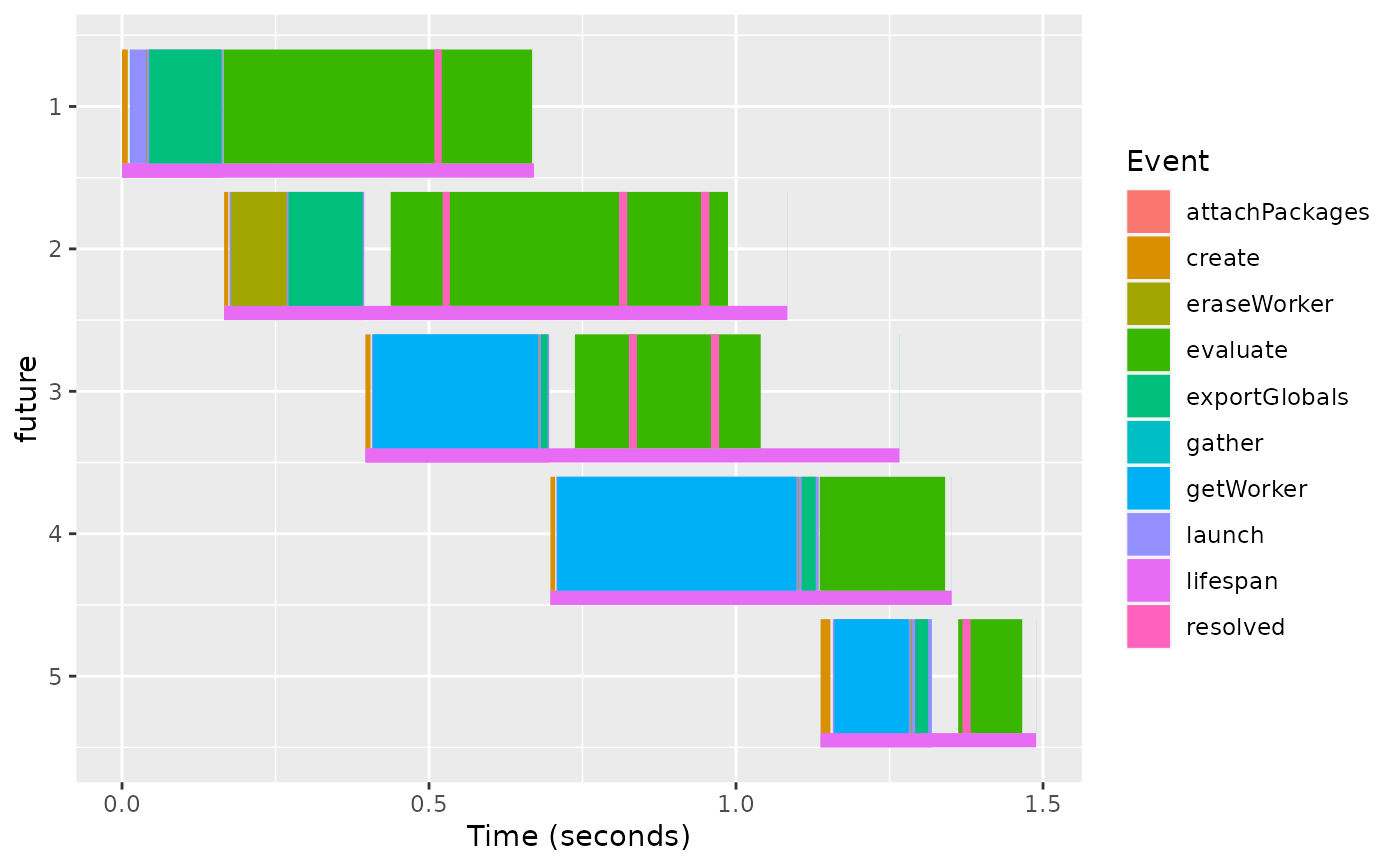 future
1
2
3
4
5
0.0
0.5
1.0
1.5
Time (seconds)
Event
attachPackages
create
eraseWorker
evaluate
exportGlobals
gather
getWorker
launch
lifespan
resolved